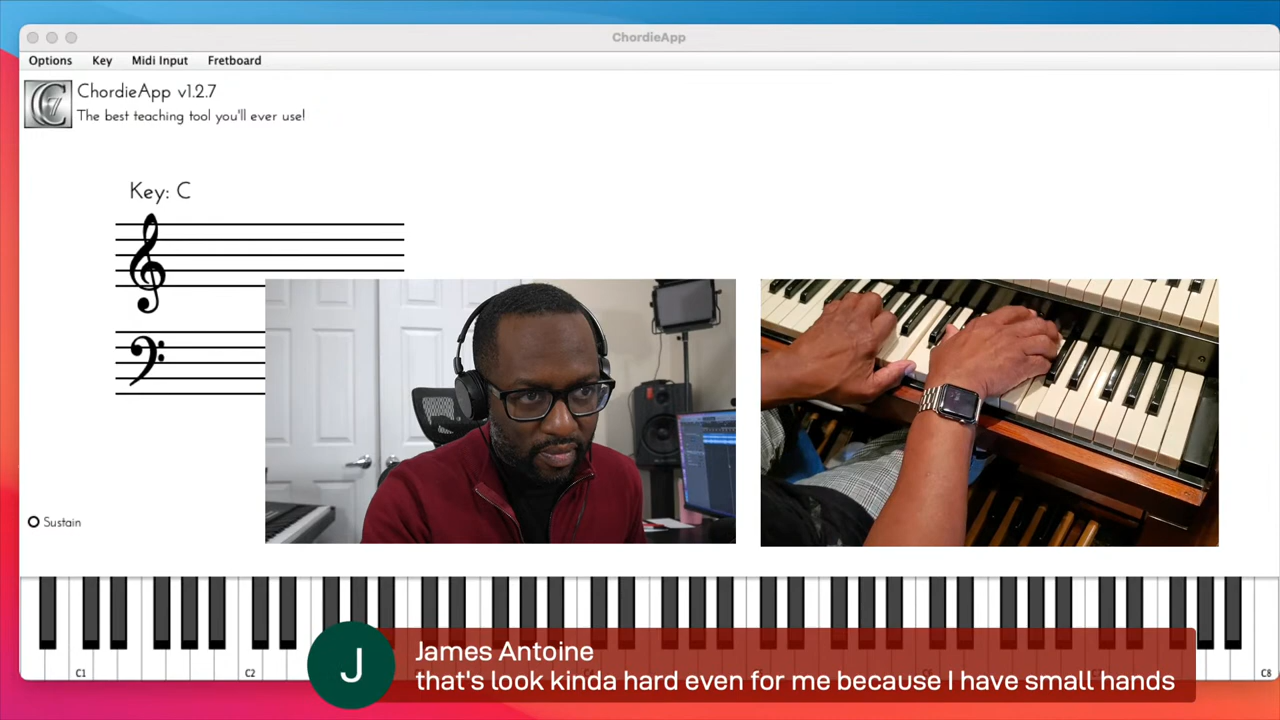 ChordieApp
Options Key Midi Input Fretboard
ChordieApp v1.2.7
The best teaching tool you'll ever use!
Key: C
Sustain
C1 C2 C8
J
James Antoine
that's look kinda hard even for me because I have small hands